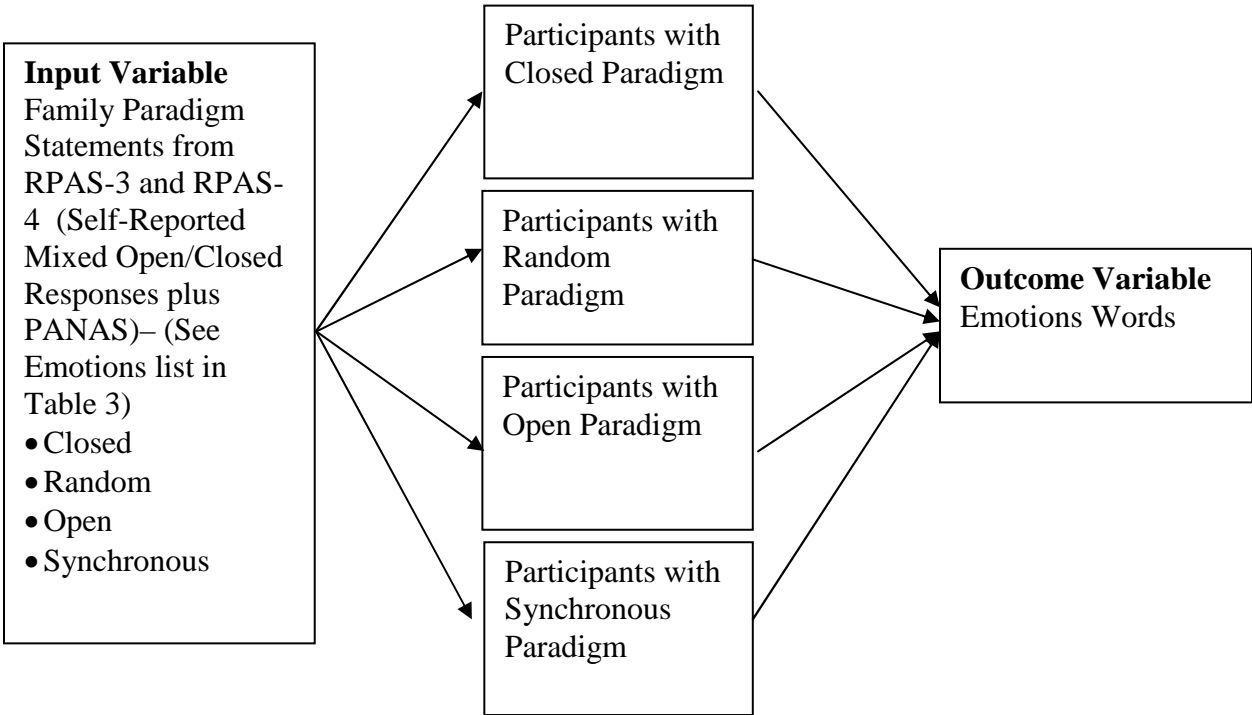 Input Variable
Family Paradigm
Statements from
RPAS-3 and RPAS-
4 (Self-Reported
Mixed Open/Closed
Responses plus
PANAS)– (See
Emotions list in
Table 3)
• Closed
• Random
• Open
• Synchronous
Participants with
Closed Paradigm
Participants with
Random
Paradigm
Participants with
Open Paradigm
Participants with
Synchronous
Paradigm
Outcome Variable
Emotions Words